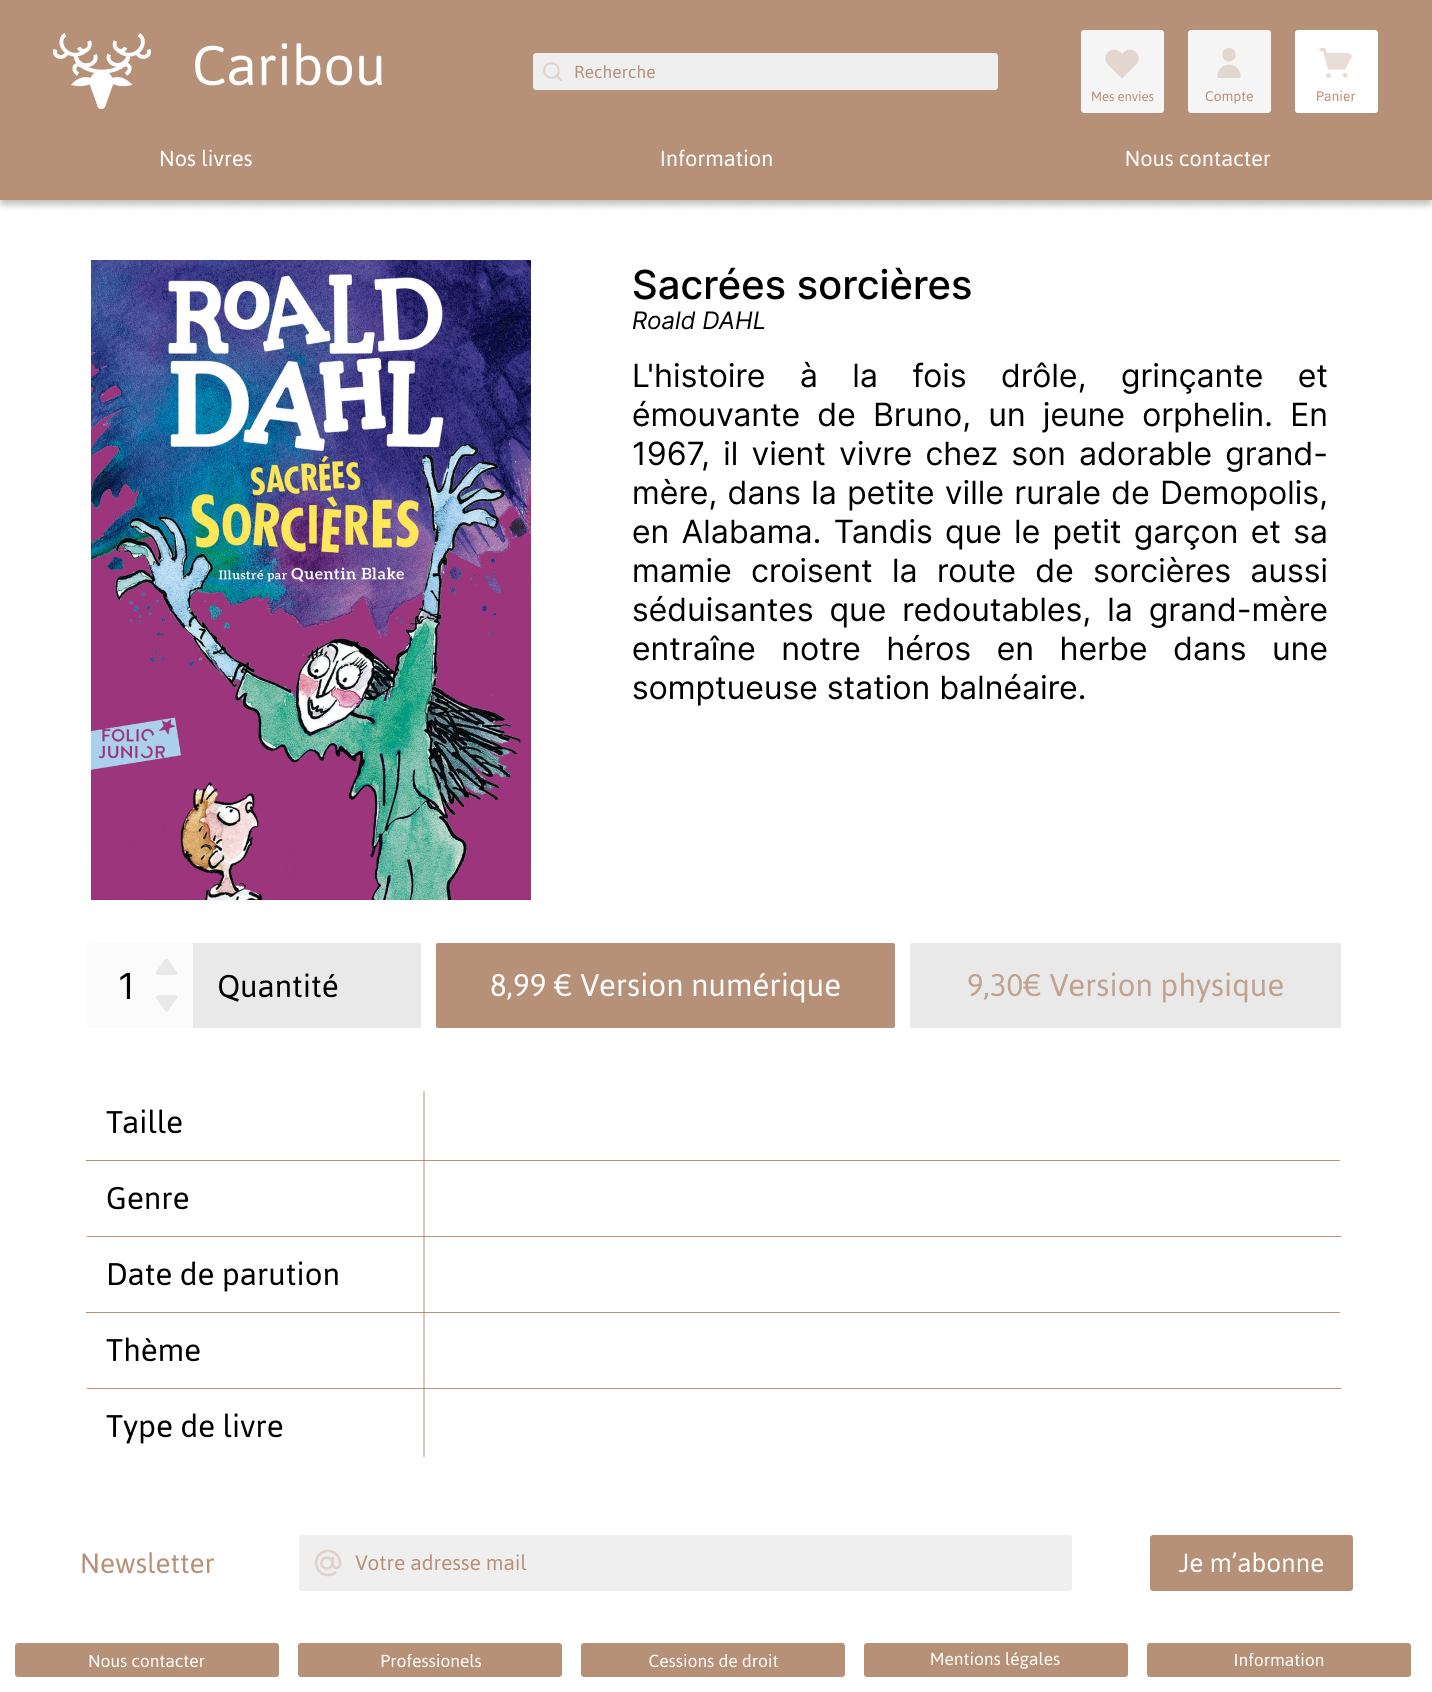 Caribou
Recherche
Mes envies
Compte
Panier
Nos livres
Information
Nous contacter
ROALD
DAHL
SACRÉES
SORCIÈRES
Illustré par Quentin Blake
FOLIO
JUNIOR
Sacrées sorcières
Roald DAHL
L'histoire à la fois drôle, grinçante et
émouvante de Bruno, un jeune orphelin. En
1967, il vient vivre chez son adorable grand-
mère, dans la petite ville rurale de Demopolis,
en Alabama. Tandis que le petit garçon et sa
mamie croisent la route de sorcières aussi
séduisantes que redoutables, la grand-mère
entraîne notre héros en herbe dans une
somptueuse station balnéaire.
1
Quantité
8,99 € Version numérique
9,30€ Version physique
Taille
Genre
Date de parution
Thème
Type de livre
Newsletter
@ Votre adresse mail
Je m’abonne
Nous contacter
Professionels
Cessions de droit
Mentions légales
Information